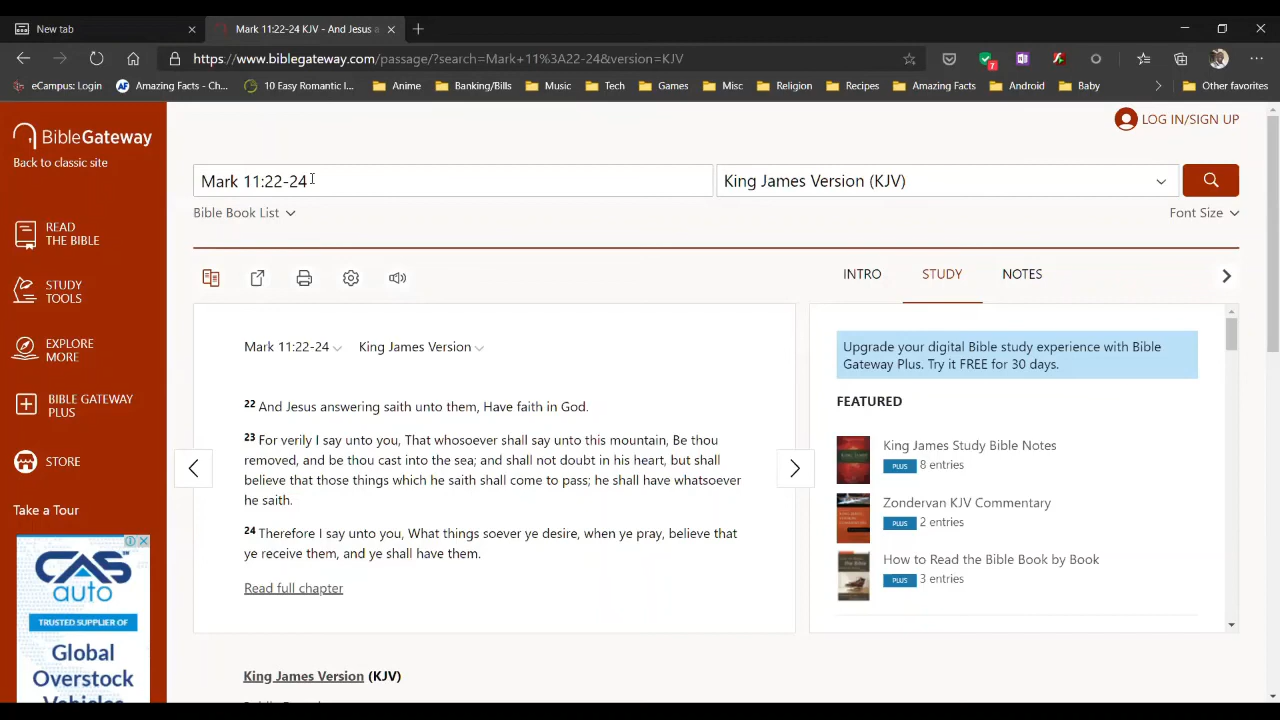 New tab
Mark 11:22-24 KJV - And Jesus a
https://www.biblegateway.com/passage/?search=Mark+11%3A22-24&version=KJV
7
eCampus: Login
AF Amazing Facts - Ch...
10 Easy Romantic I...
Anime
Banking/Bills
Music
Tech
Games
Misc
Religion
Recipes
Amazing Facts
Android
Baby
Other favorites
BibleGateway
Back to classic site
LOG IN/SIGN UP
Mark 11:22-24
King James Version (KJV)
Bible Book List
Font Size
READ
THE BIBLE
STUDY
TOOLS
EXPLORE
MORE
BIBLE GATEWAY
PLUS
STORE
Take a Tour
CAS
auto
TRUSTED SUPPLIER OF
Global
Overstock
Vehicles
INTRO
STUDY
NOTES
Mark 11:22-24
King James Version
22 And Jesus answering saith unto them, Have faith in God.
23 For verily I say unto you, That whosoever shall say unto this mountain, Be thou
removed, and be thou cast into the sea; and shall not doubt in his heart, but shall
believe that those things which he saith shall come to pass; he shall have whatsoever
he saith.
24 Therefore I say unto you, What things soever ye desire, when ye pray, believe that
ye receive them, and ye shall have them.
Read full chapter
King James Version (KJV)
Upgrade your digital Bible study experience with Bible
Gateway Plus. Try it FREE for 30 days.
FEATURED
King James Study Bible Notes
PLUS 8 entries
Zondervan KJV Commentary
PLUS 2 entries
How to Read the Bible Book by Book
PLUS 3 entries